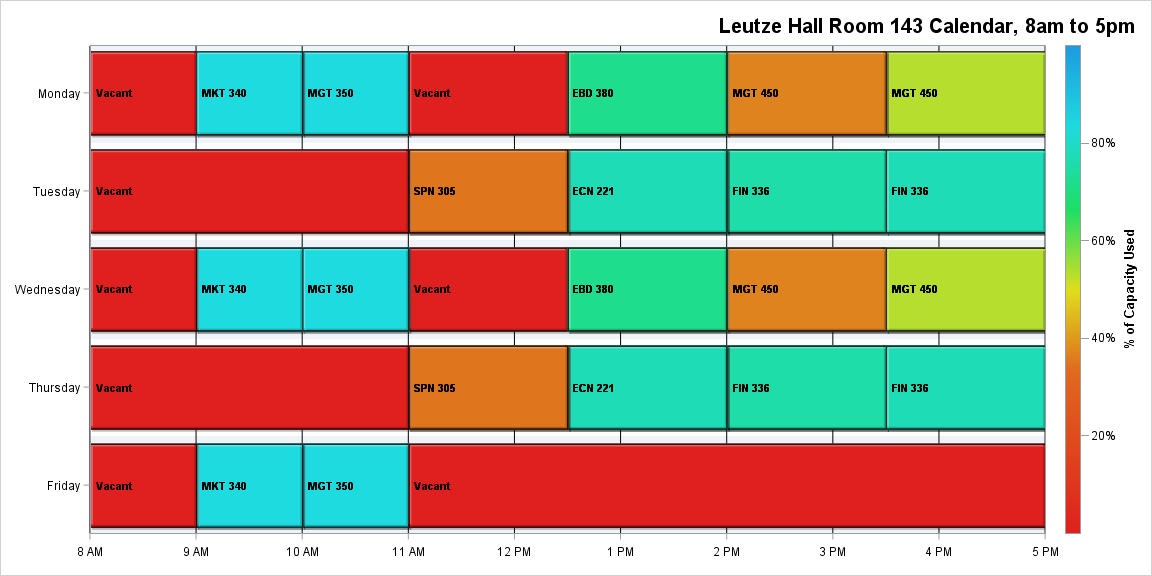 Leutze Hall Room 143 Calendar, 8am to 5pm
Monday
Vacant
MKT 340
MGT 350
Vacant
EBD 380
MGT 450
MGT 450
Tuesday
Vacant
SPN 305
ECN 221
FIN 336
FIN 336
Wednesday
Vacant
MKT 340
MGT 350
Vacant
EBD 380
MGT 450
MGT 450
Thursday
Vacant
SPN 305
ECN 221
FIN 336
FIN 336
Friday
Vacant
MKT 340
MGT 350
Vacant
8 AM
9 AM
10 AM
11 AM
12 PM
1 PM
2 PM
3 PM
4 PM
5 PM
80%
60%
40%
20%
% of Capacity Used